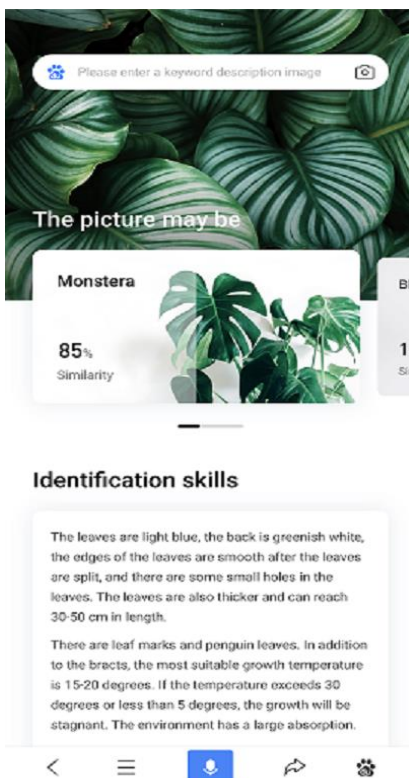 Please enter a keyword description image
The picture may be
Monstera
85%
Similarity
B
1
Si
Identification skills
The leaves are light blue, the back is greenish white,
the edges of the leaves are smooth after the leaves
are split, and there are some small holes in the
leaves. The leaves are also thicker and can reach
30-50 cm in length.
There are leaf marks and penguin leaves. In addition
to the bracts, the most suitable growth temperature
is 15-20 degrees. If the temperature exceeds 30
degrees or less than 5 degrees, the growth will be
stagnant. The environment has a large absorption.